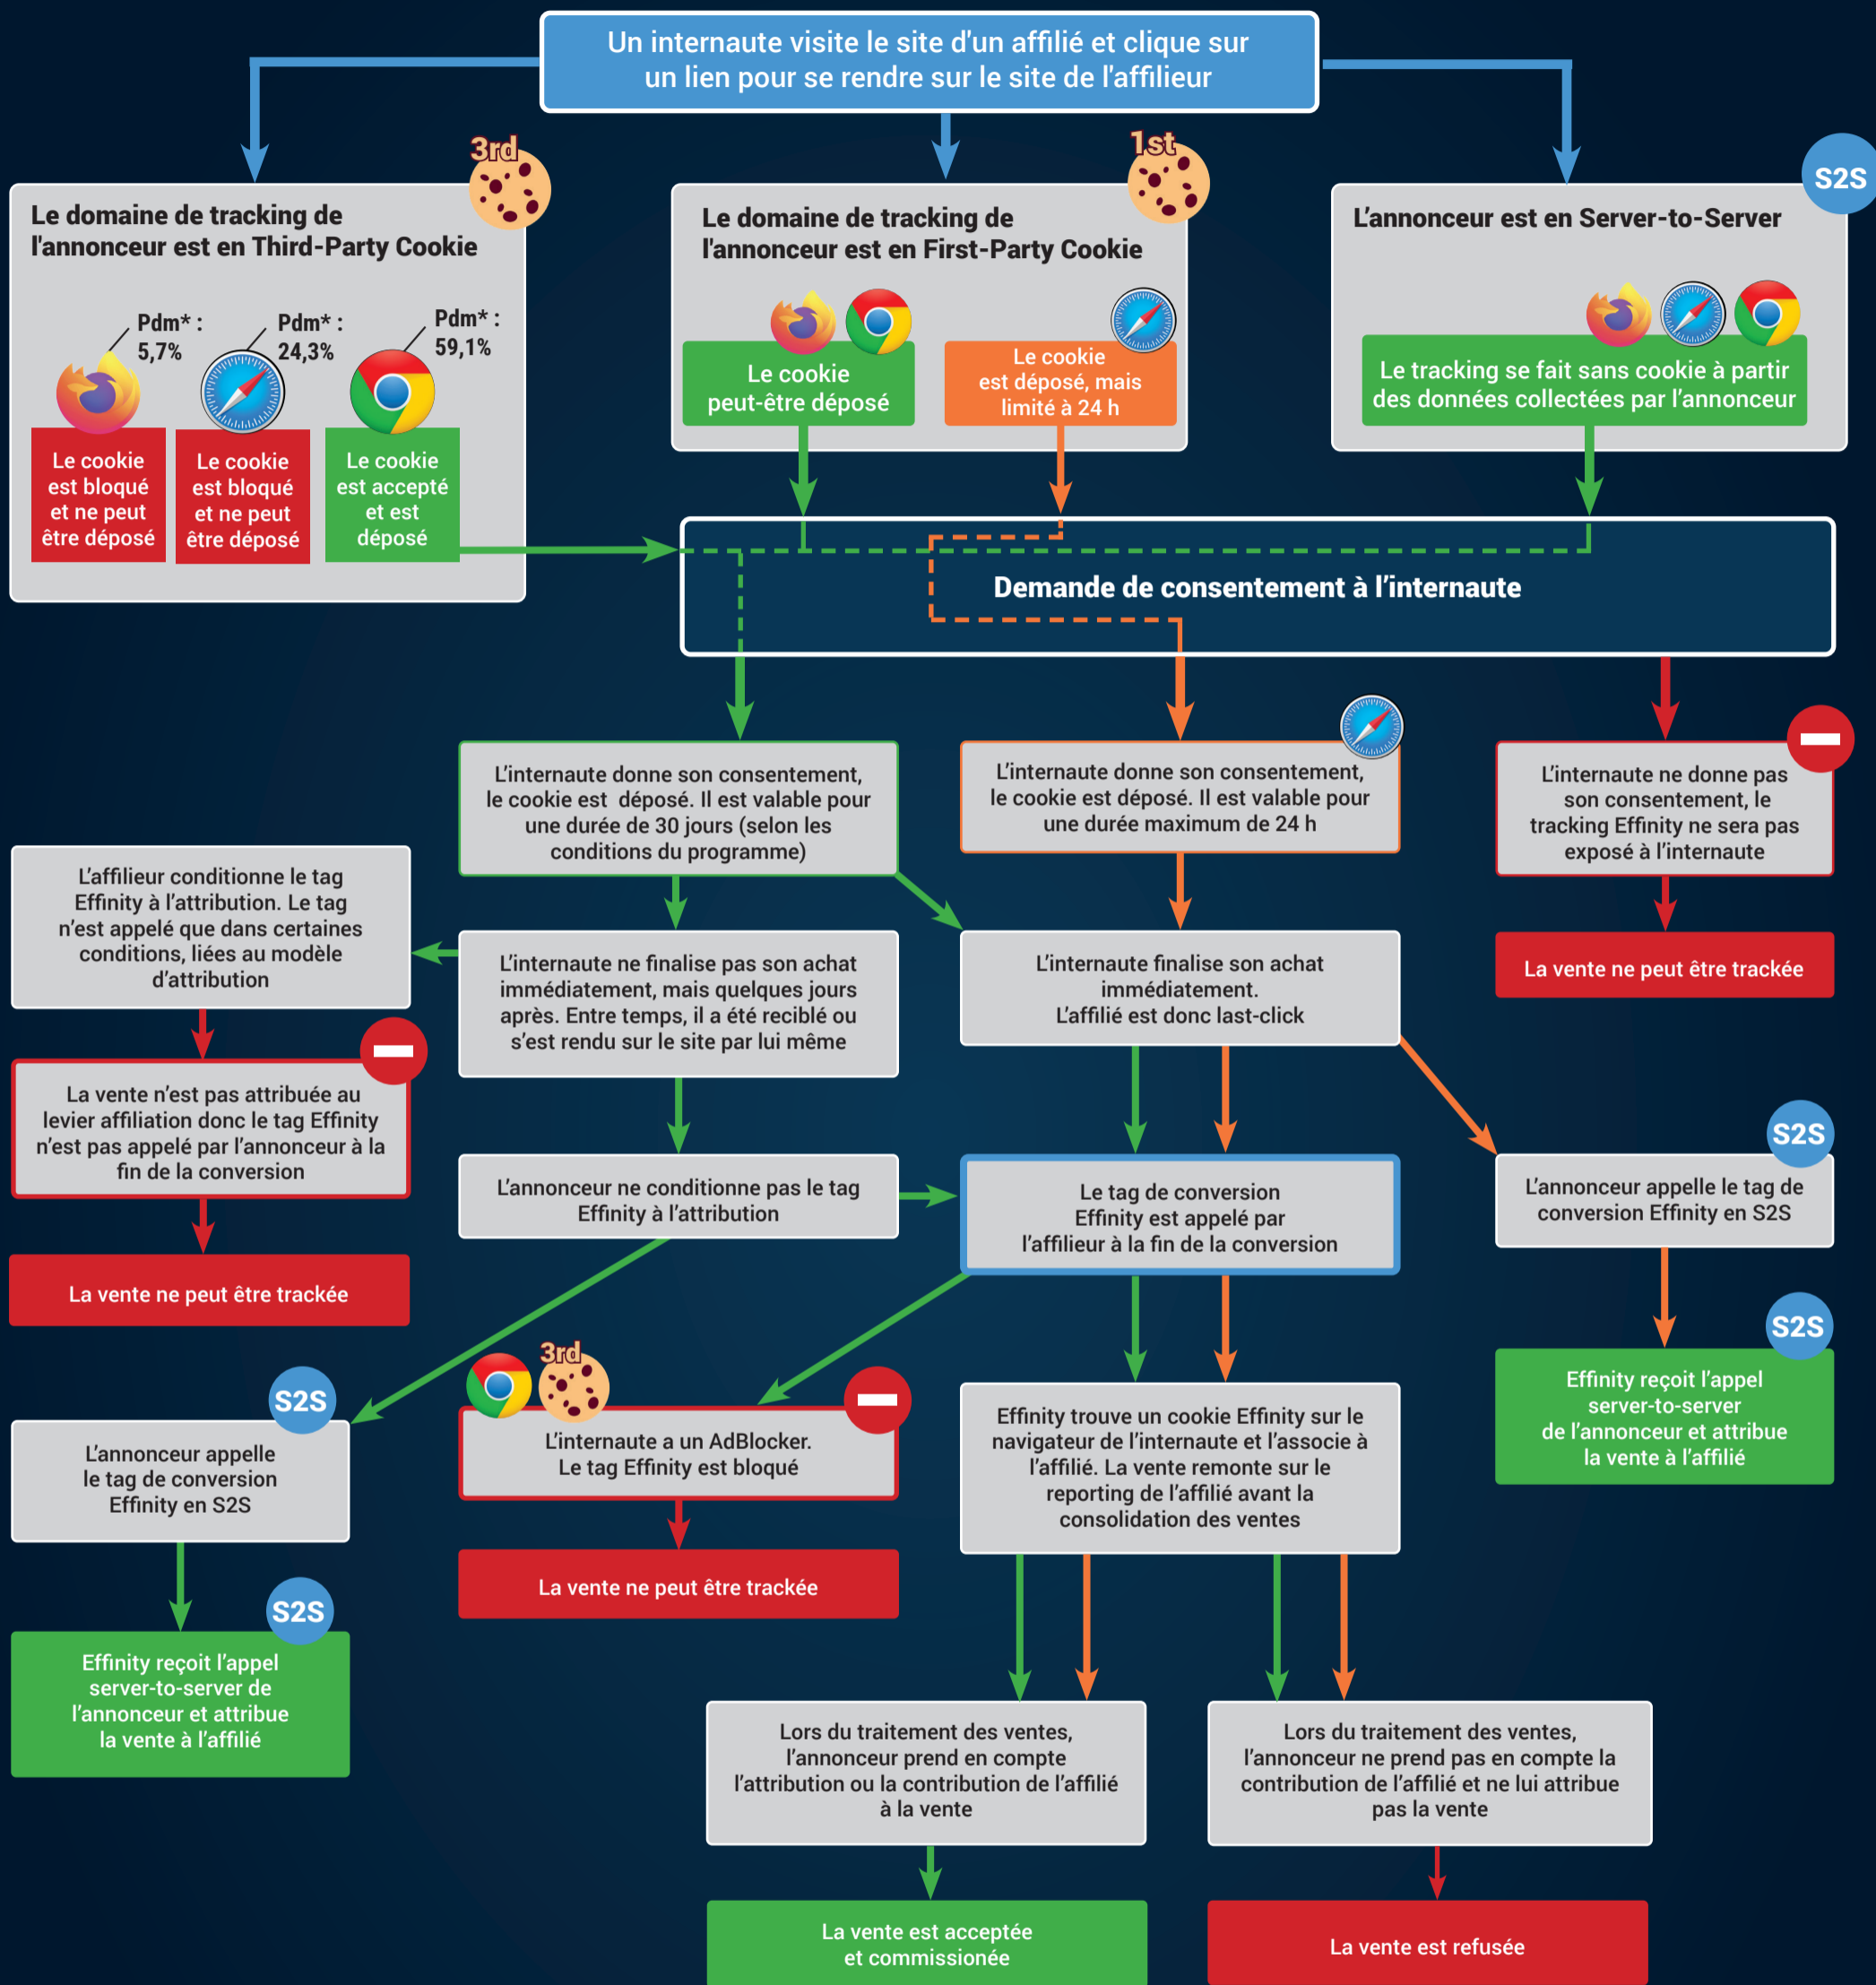 Un internaute visite le site d'un affilié et clique sur
un lien pour se rendre sur le site de l'affilieur
3rd
Le domaine de tracking de
l'annonceur est en Third-Party Cookie
Pdm* :
5,7%
Pdm* :
24,3%
Pdm* :
59,1%
Le cookie
est bloqué
et ne peut
être déposé
Le cookie
est bloqué
et ne peut
être déposé
Le cookie
est accepté
et est
déposé
1st
Le domaine de tracking de
l'annonceur est en First-Party Cookie
Le cookie
peut-être déposé
Le cookie
est déposé, mais
limité à 24 h
S2S
L'annonceur est en Server-to-Server
Le tracking se fait sans cookie à partir
des données collectées par l'annonceur
Demande de consentement à l'internaute
L'internaute donne son consentement,
le cookie est déposé. Il est valable pour
une durée de 30 jours (selon les
conditions du programme)
L'internaute donne son consentement,
le cookie est déposé. Il est valable pour
une durée maximum de 24 h
L'internaute ne donne pas
son consentement, le
tracking Effinity ne sera pas
exposé à l'internaute
L'affilieur conditionne le tag
Effinity à l'attribution. Le tag
n'est appelé que dans certaines
conditions, liées au modèle
d'attribution
L'internaute ne finalise pas son achat
immédiatement, mais quelques jours
après. Entre temps, il a été reciblé ou
s'est rendu sur le site par lui même
L'internaute finalise son achat
immédiatement.
L'affilié est donc last-click
La vente ne peut être trackée
La vente n'est pas attribuée au
levier affiliation donc le tag Effinity
n'est pas appelé par l'annonceur à la
fin de la conversion
L'annonceur ne conditionne pas le tag
Effinity à l'attribution
Le tag de conversion
Effinity est appelé par
l'affilieur à la fin de la conversion
S2S
L'annonceur appelle le tag de
conversion Effinity en S2S
La vente ne peut être trackée
S2S
Effinity reçoit l'appel
server-to-server
de l'annonceur et attribue
la vente à l'affilié
S2S
L'annonceur appelle
le tag de conversion
Effinity en S2S
3rd
L'internaute a un AdBlocker.
Le tag Effinity est bloqué
Effinity trouve un cookie Effinity sur le
navigateur de l'internaute et l'associe à
l'affilié. La vente remonte sur le
reporting de l'affilié avant la
consolidation des ventes
La vente ne peut être trackée
S2S
Effinity reçoit l'appel
server-to-server de
l'annonceur et attribue
la vente à l'affilié
Lors du traitement des ventes,
l'annonceur prend en compte
l'attribution ou la contribution de l'affilié
à la vente
Lors du traitement des ventes,
l'annonceur ne prend pas en compte la
contribution de l'affilié et ne lui attribue
pas la vente
La vente est acceptée
et commissionée
La vente est refusée